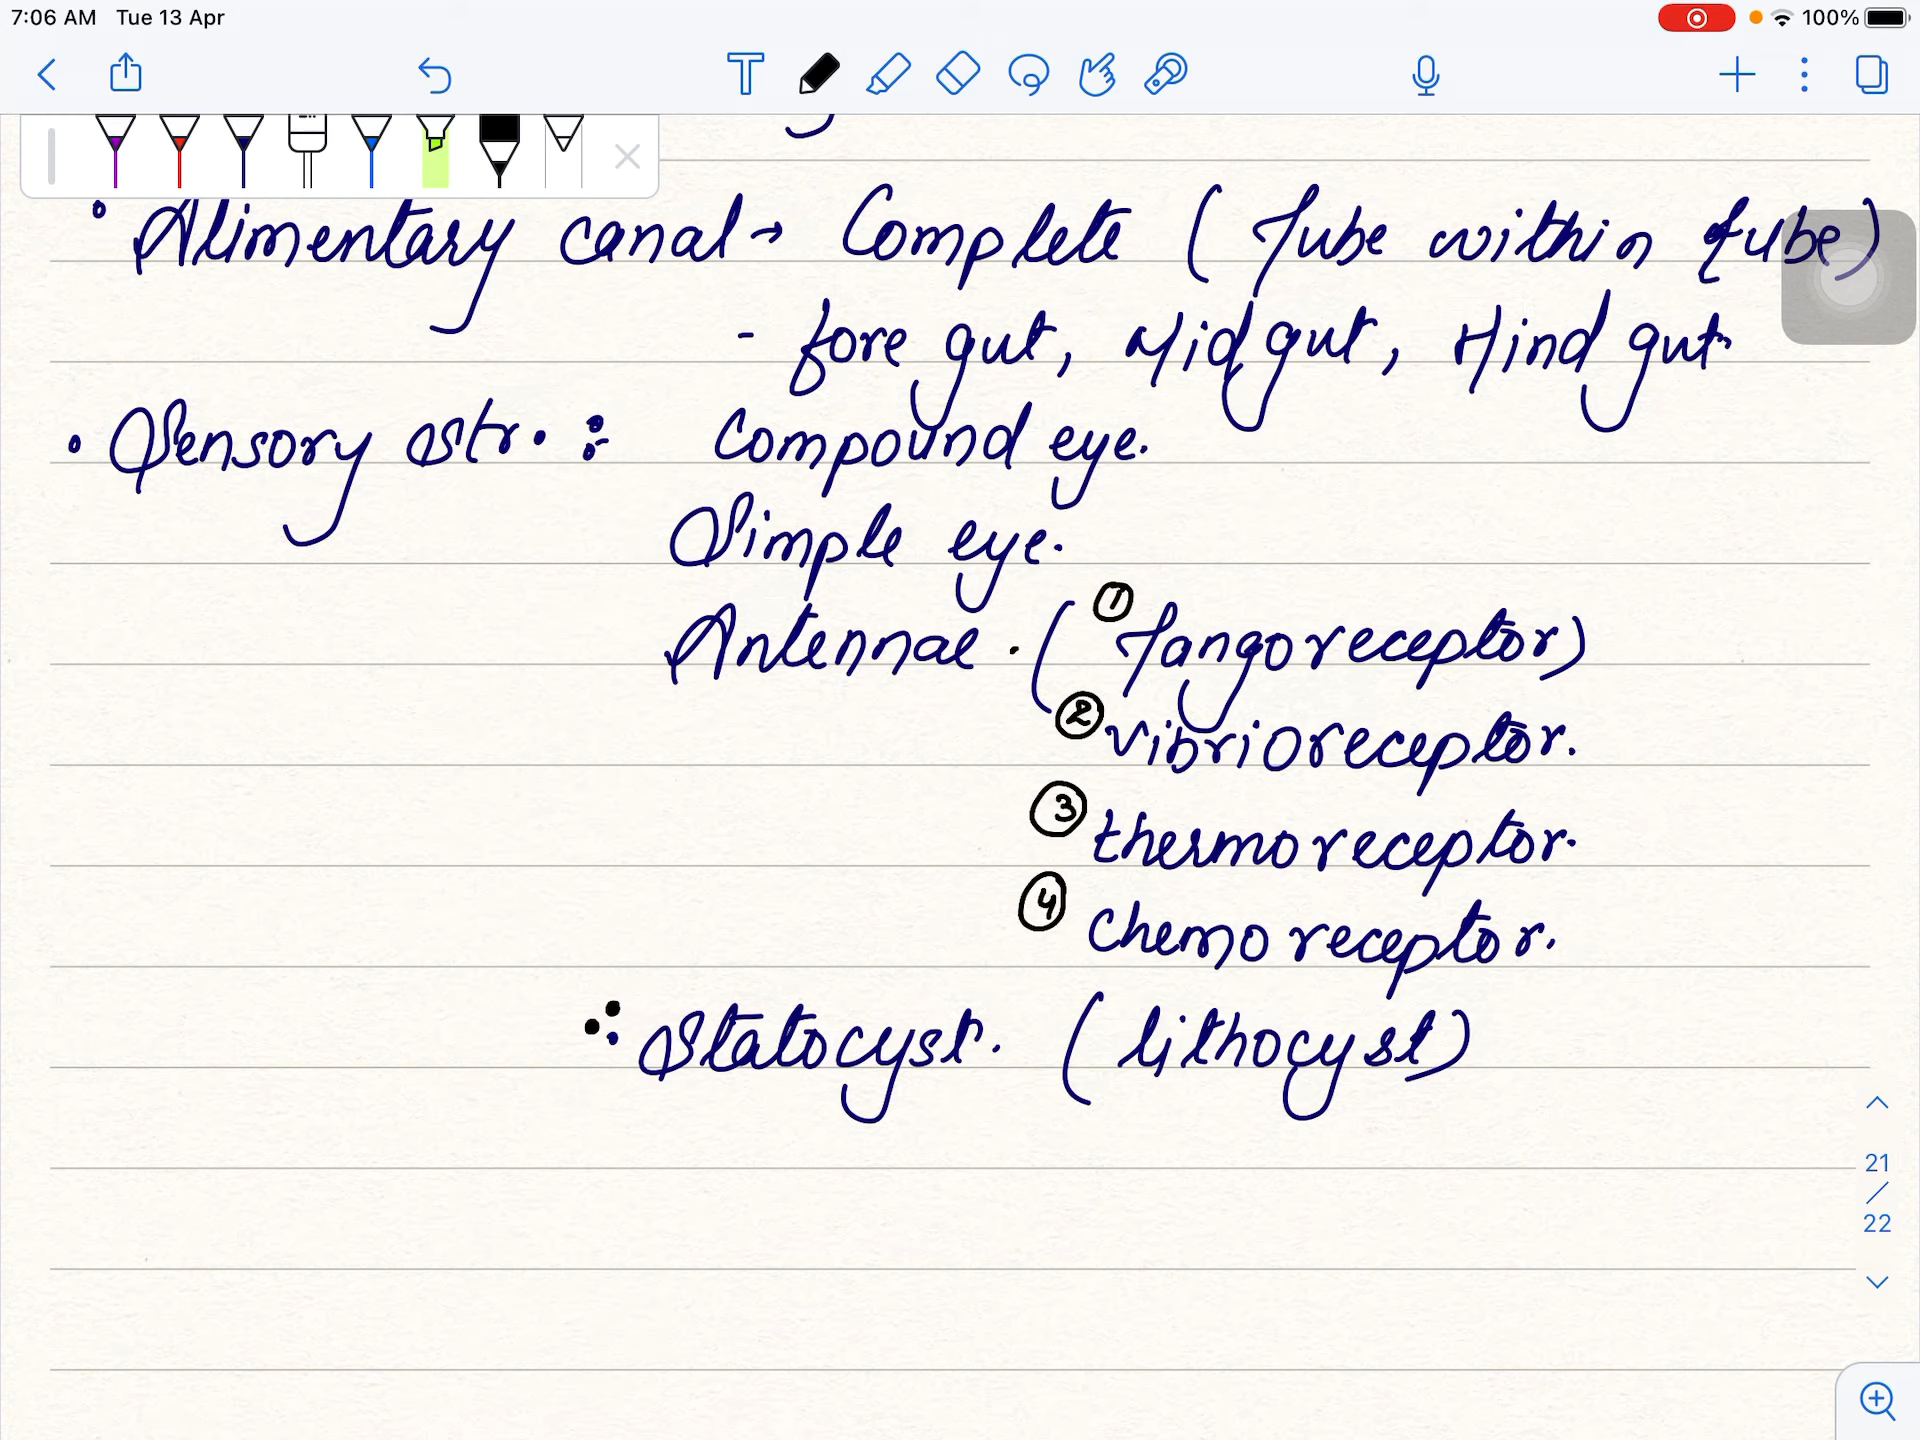 7:06 AM Tue 13 Apr 100%
T
• Alimentary canal → Complete (Tube within tube)
- fore gut, Mid gut, Hind gut.
• Sensory str. : Compound eye.
Simple eye.
Antennae. ( ① Tangoreceptor)
② vibrioreceptor.
③ thermoreceptor.
④ Chemoreceptor.
Statocyst. (lithocyst)
21
/
22